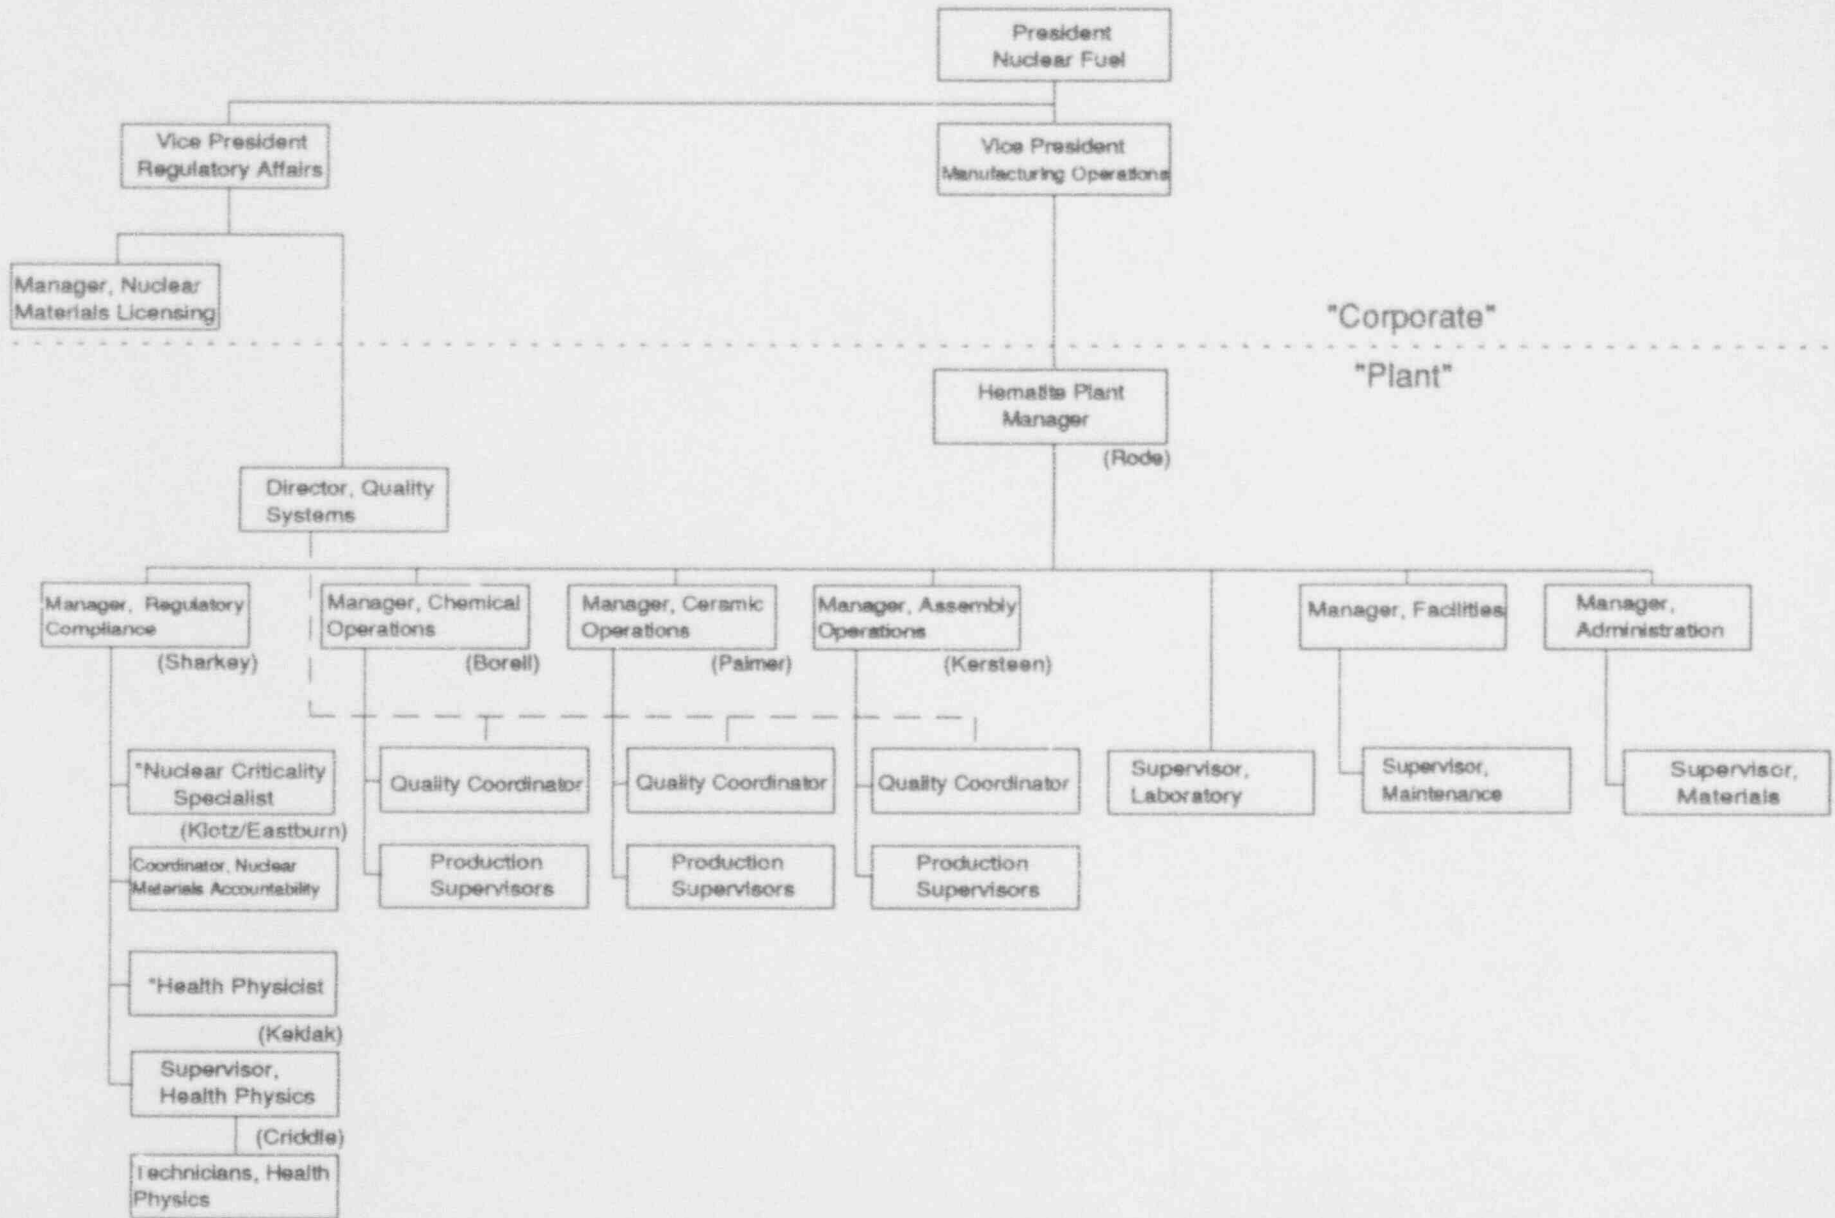 President
Nuclear Fuel
Vice President
Regulatory Affairs
Vice President
Manufacturing Operations
Manager, Nuclear
Materials Licensing
"Corporate"
"Plant"
Hematite Plant
Manager
(Rode)
Director, Quality
Systems
Manager, Regulatory
Compliance
(Sharkey)
Manager, Chemical
Operations
(Borell)
Manager, Ceramic
Operations
(Palmer)
Manager, Assembly
Operations
(Kersteen)
Manager, Facilities
Manager,
Administration
*Nuclear Criticality
Specialist
(Klotz/Eastburn)
Quality Coordinator
Quality Coordinator
Quality Coordinator
Supervisor,
Laboratory
Supervisor,
Maintenance
Supervisor,
Materials
Coordinator, Nuclear
Materials Accountability
Production
Supervisors
Production
Supervisors
Production
Supervisors
*Health Physicist
(Keklak)
Supervisor,
Health Physics
(Criddle)
Technicians, Health
Physics